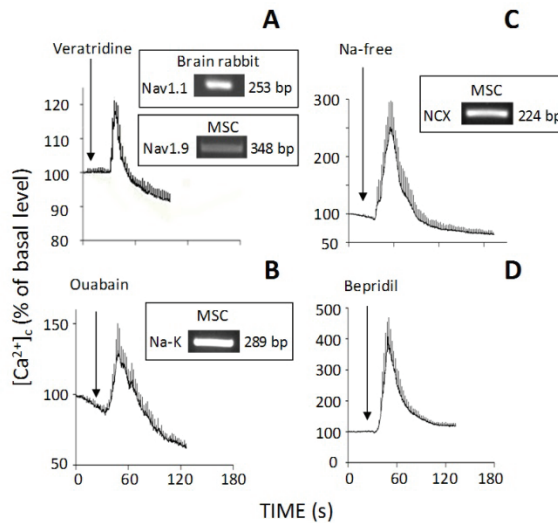 A
Veratridine
Brain rabbit
Nav1.1 253 bp
MSC
Nav1.9 348 bp
120
110
100
90
80
C
Na-free
MSC
NCX 224 bp
300
200
100
50
B
Ouabain
MSC
Na-K 289 bp
150
100
50
0 60 120 180
D
Bepridil
500
400
300
200
100
0
0 60 120 180
[Ca²⁺]c (% of basal level)
TIME (s)